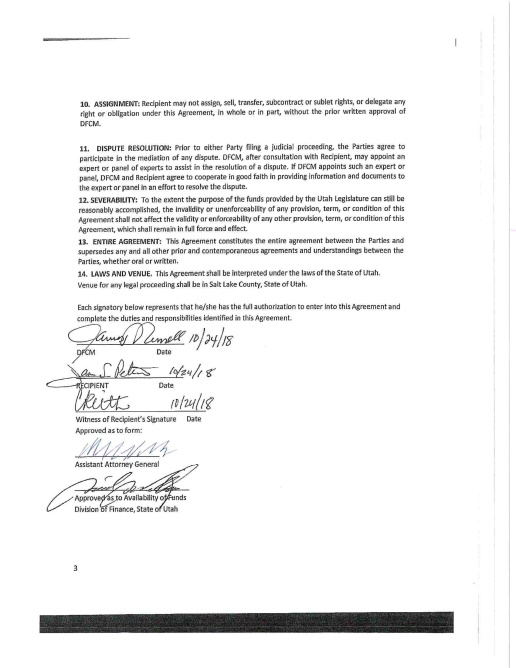 10. ASSIGNMENT: Recipient may not assign, sell, transfer, subcontract or sublet rights, or delegate any
right or obligation under this Agreement, in whole or in part, without the prior written approval of
DFCM.
11. DISPUTE RESOLUTION: Prior to either Party filing a judicial proceeding, the Parties agree to
participate in the mediation of any dispute. DFCM, after consultation with Recipient, may appoint an
expert or panel of experts to assist in the resolution of a dispute. If DFCM appoints such an expert or
panel, DFCM and Recipient agree to cooperate in good faith in providing information and documents to
the expert or panel in an effort to resolve the dispute.
12. SEVERABILITY: To the extent the purpose of the funds provided by the Utah Legislature can still be
reasonably accomplished, the invalidity or unenforceability of any provision, term, or condition of this
Agreement shall not affect the validity or enforceability of any other provision, term, or condition of this
Agreement, which shall remain in full force and effect.
13. ENTIRE AGREEMENT: This Agreement constitutes the entire agreement between the Parties and
supersedes any and all other prior and contemporaneous agreements and understandings between the
Parties, whether oral or written.
14. LAWS AND VENUE. This Agreement shall be interpreted under the laws of the State of Utah.
Venue for any legal proceeding shall be in Salt Lake County, State of Utah.
Each signatory below represents that he/she has the full authorization to enter into this Agreement and
complete the duties and responsibilities identified in this Agreement.
10/24/18
DFCM Date
10/24/18
RECIPIENT Date
10/24/18
Witness of Recipient's Signature Date
Approved as to form:
Assistant Attorney General
Approved as to Availability of Funds
Division of Finance, State of Utah
3